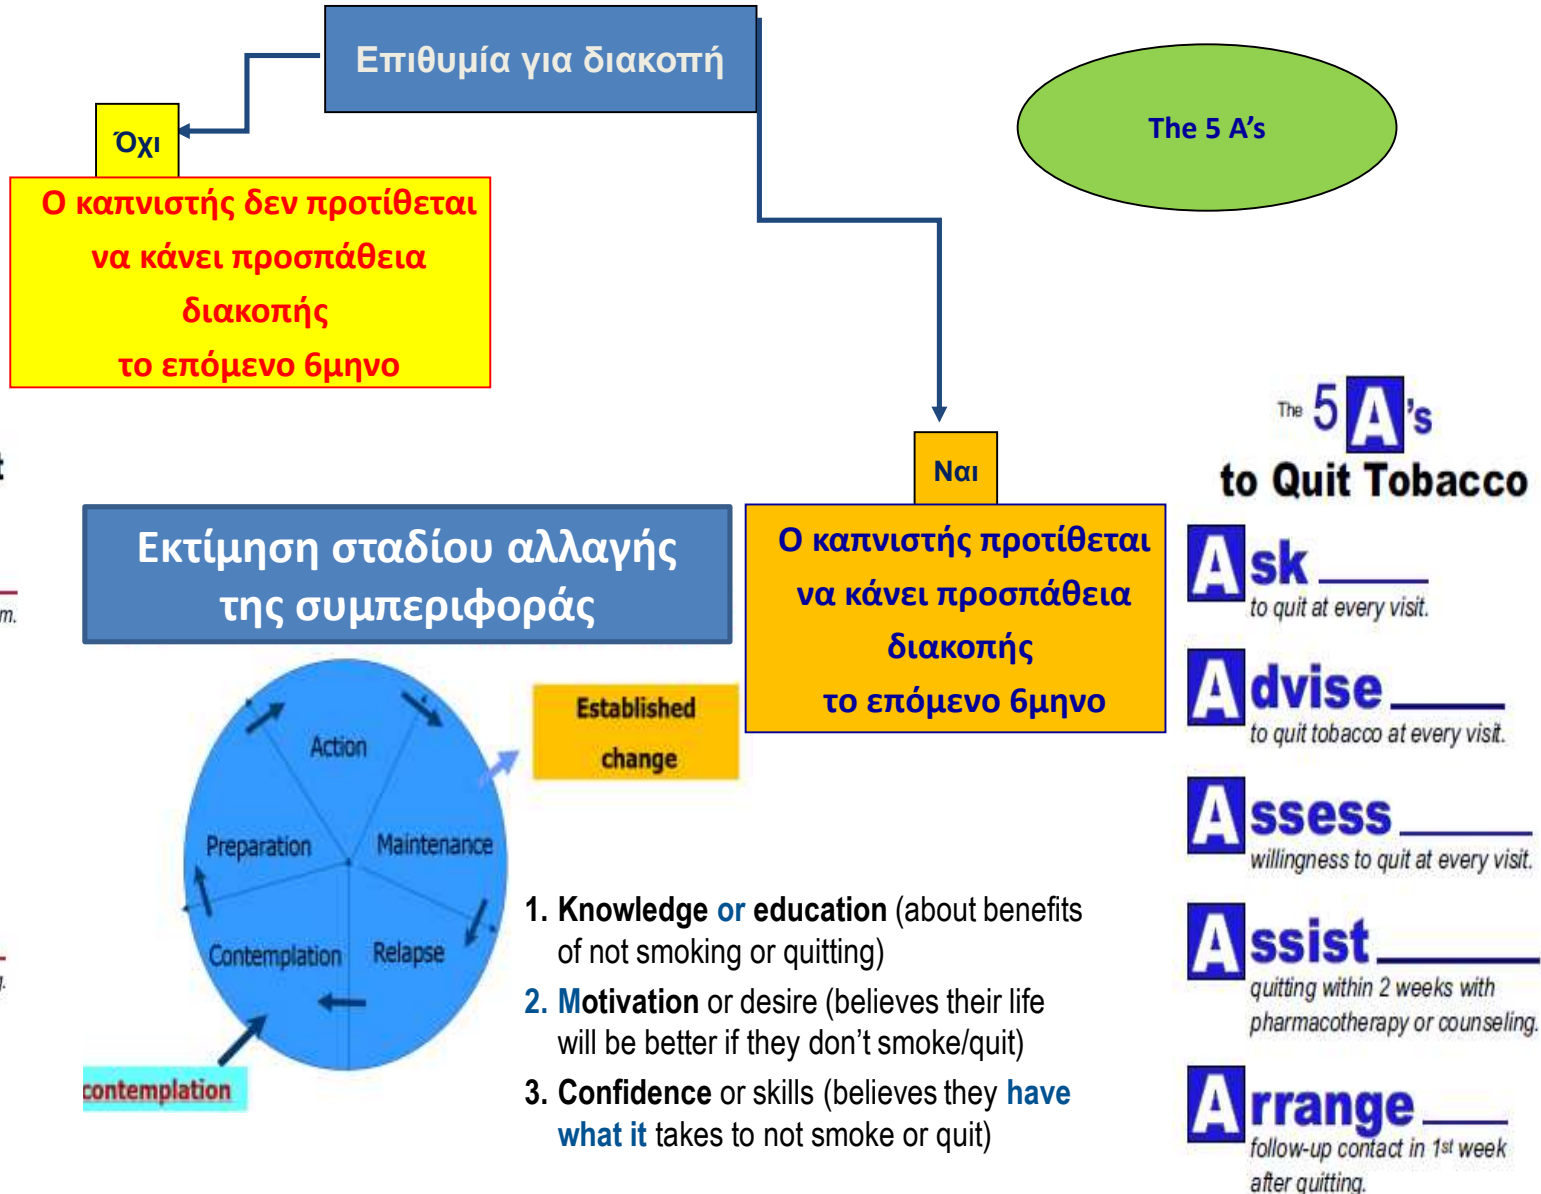 Επιθυμία για διακοπή
The 5 A's
Όχι
Ο καπνιστής δεν προτίθεται
να κάνει προσπάθεια
διακοπής
το επόμενο 6μηνο
Ναι
Ο καπνιστής προτίθεται
να κάνει προσπάθεια
διακοπής
το επόμενο 6μηνο
Εκτίμηση σταδίου αλλαγής
της συμπεριφοράς
Established
change
Action
Preparation
Maintenance
Contemplation
Relapse
contemplation
1. Knowledge or education (about benefits
of not smoking or quitting)
2. Motivation or desire (believes their life
will be better if they don't smoke/quit)
3. Confidence or skills (believes they have
what it takes to not smoke or quit)
The 5 A's
to Quit Tobacco
Ask
to quit at every visit.
Advise
to quit tobacco at every visit.
Assess
willingness to quit at every visit.
Assist
quitting within 2 weeks with
pharmacotherapy or counseling.
Arrange
follow-up contact in 1st week
after quitting.